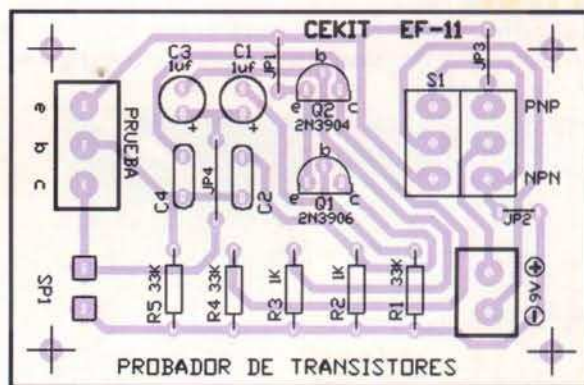 CEKIT EF-11
C3
1uf
C1
1uf
JP1
JP3
b
e Q2 c
2N3904
S1
PNP
NPN
e
b
c
PRUEBA
+
+
C4
JP4
C2
b
e Q1 c
2N3906
JP2
SP1
R5 33K
R4 33K
R3 1K
R2 1K
R1 33K
+
9V
-
PROBADOR DE TRANSISTORES